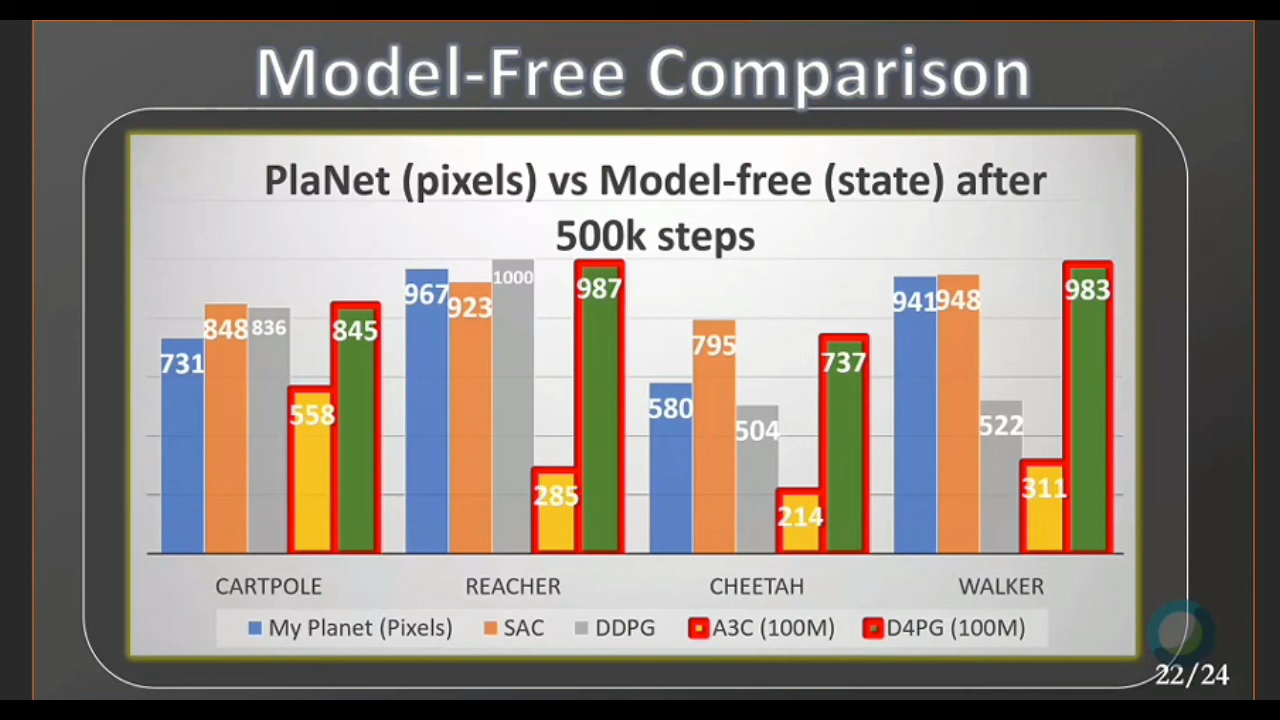 Model-Free Comparison
PlaNet (pixels) vs Model-free (state) after
500k steps
731
848
836
558
845
967
923
1000
285
987
580
795
504
214
737
941
948
522
311
983
CARTPOLE
REACHER
CHEETAH
WALKER
My Planet (Pixels)
SAC
DDPG
A3C (100M)
D4PG (100M)
22/24